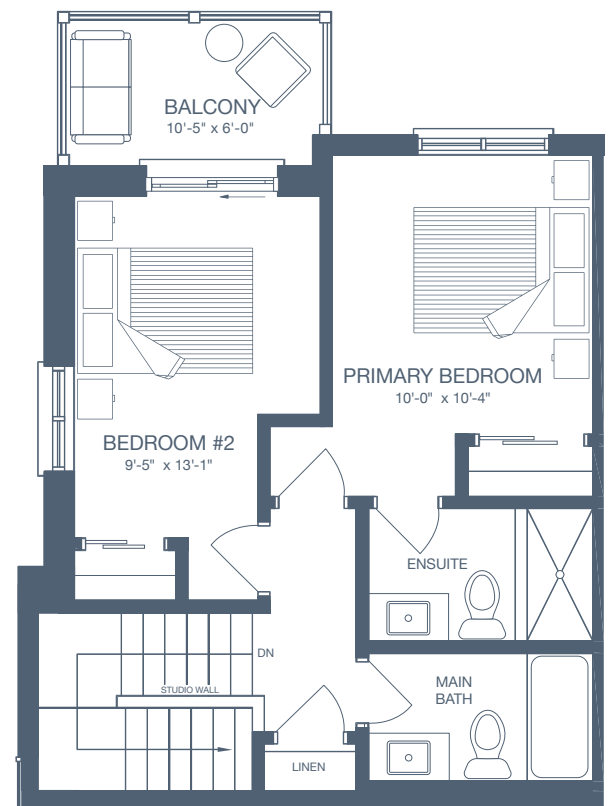 BALCONY
10'-5" x 6'-0"
PRIMARY BEDROOM
10'-0" x 10'-4"
BEDROOM #2
9'-5" x 13'-1"
ENSUITE
DN
STUDIO WALL
MAIN
BATH
LINEN